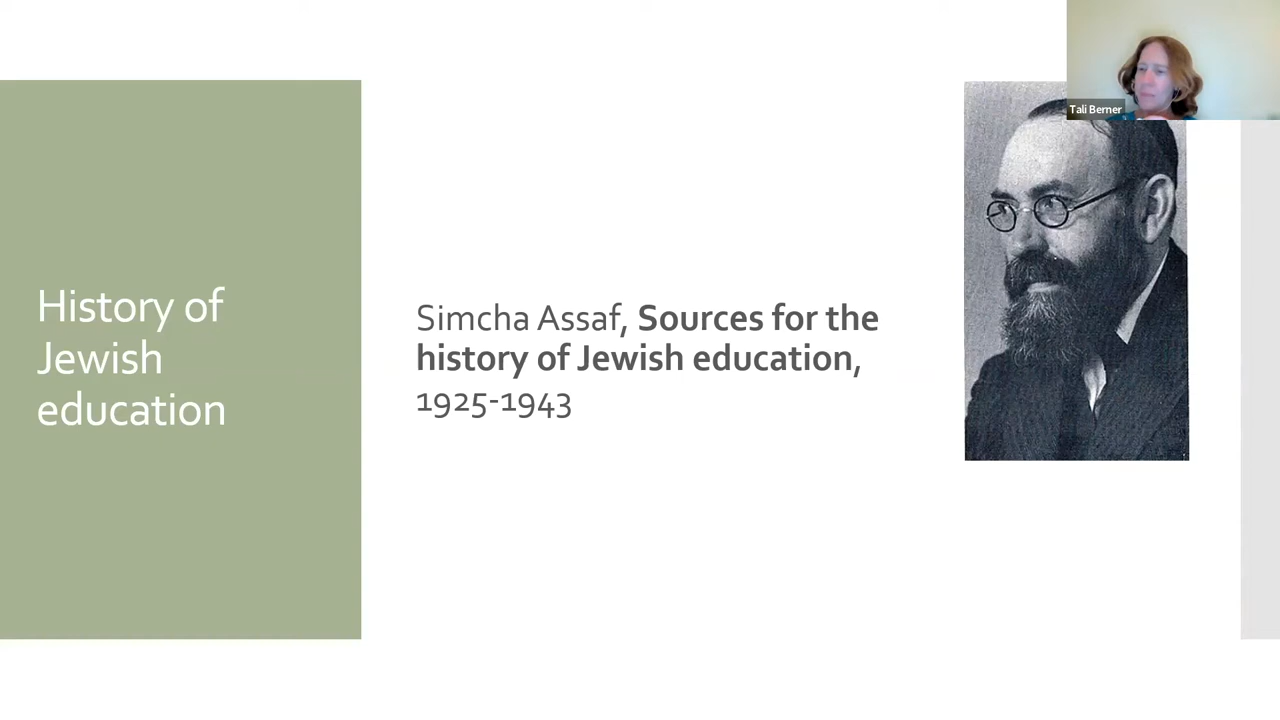 History of
Jewish
education
Simcha Assaf, Sources for the
history of Jewish education,
1925-1943
Tali Berner